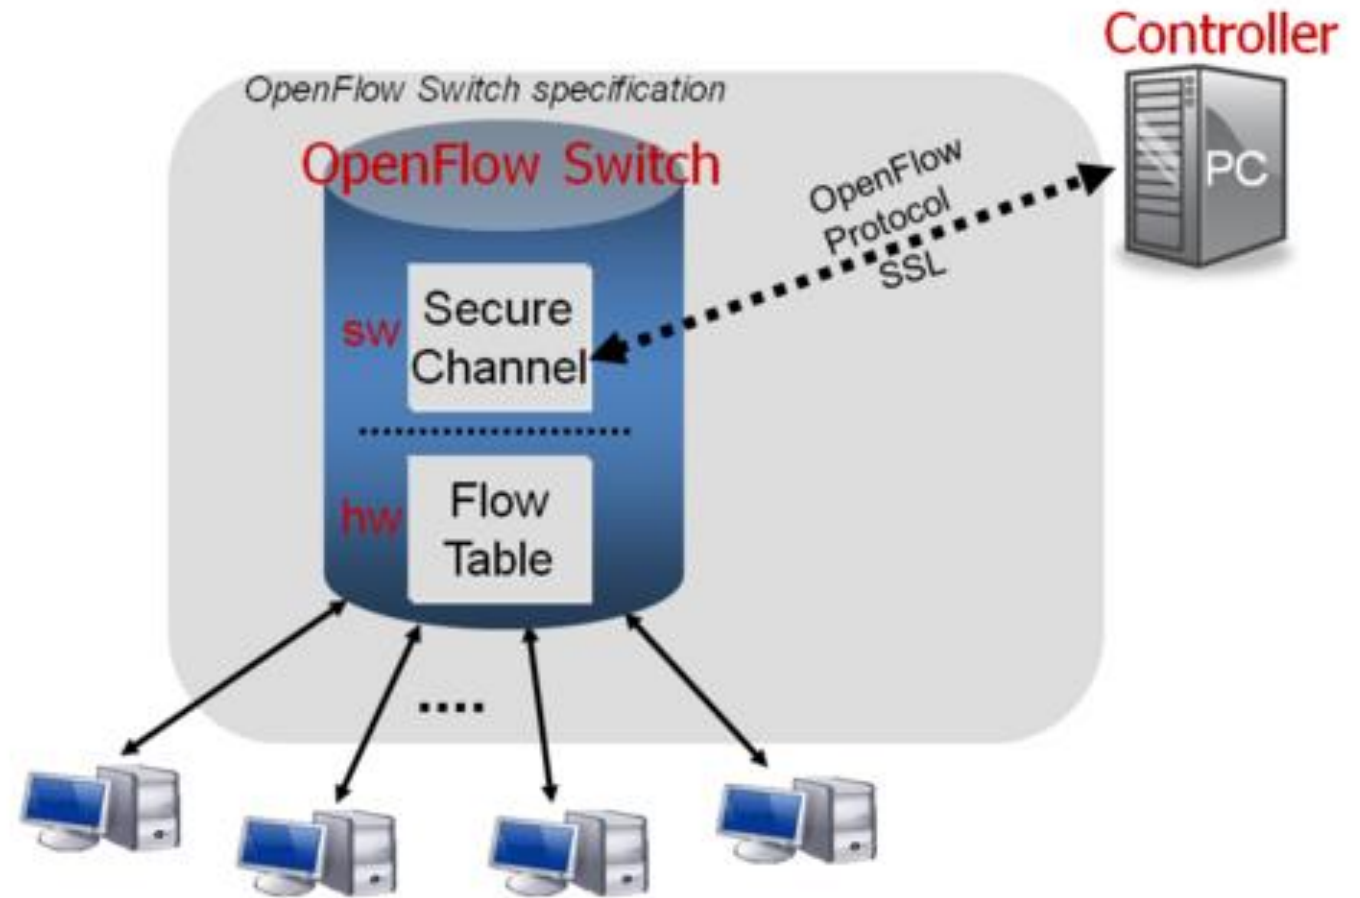 Controller
OpenFlow Switch specification
OpenFlow Switch
PC
OpenFlow
Protocol
SSL
sw
Secure
Channel
hw
Flow
Table